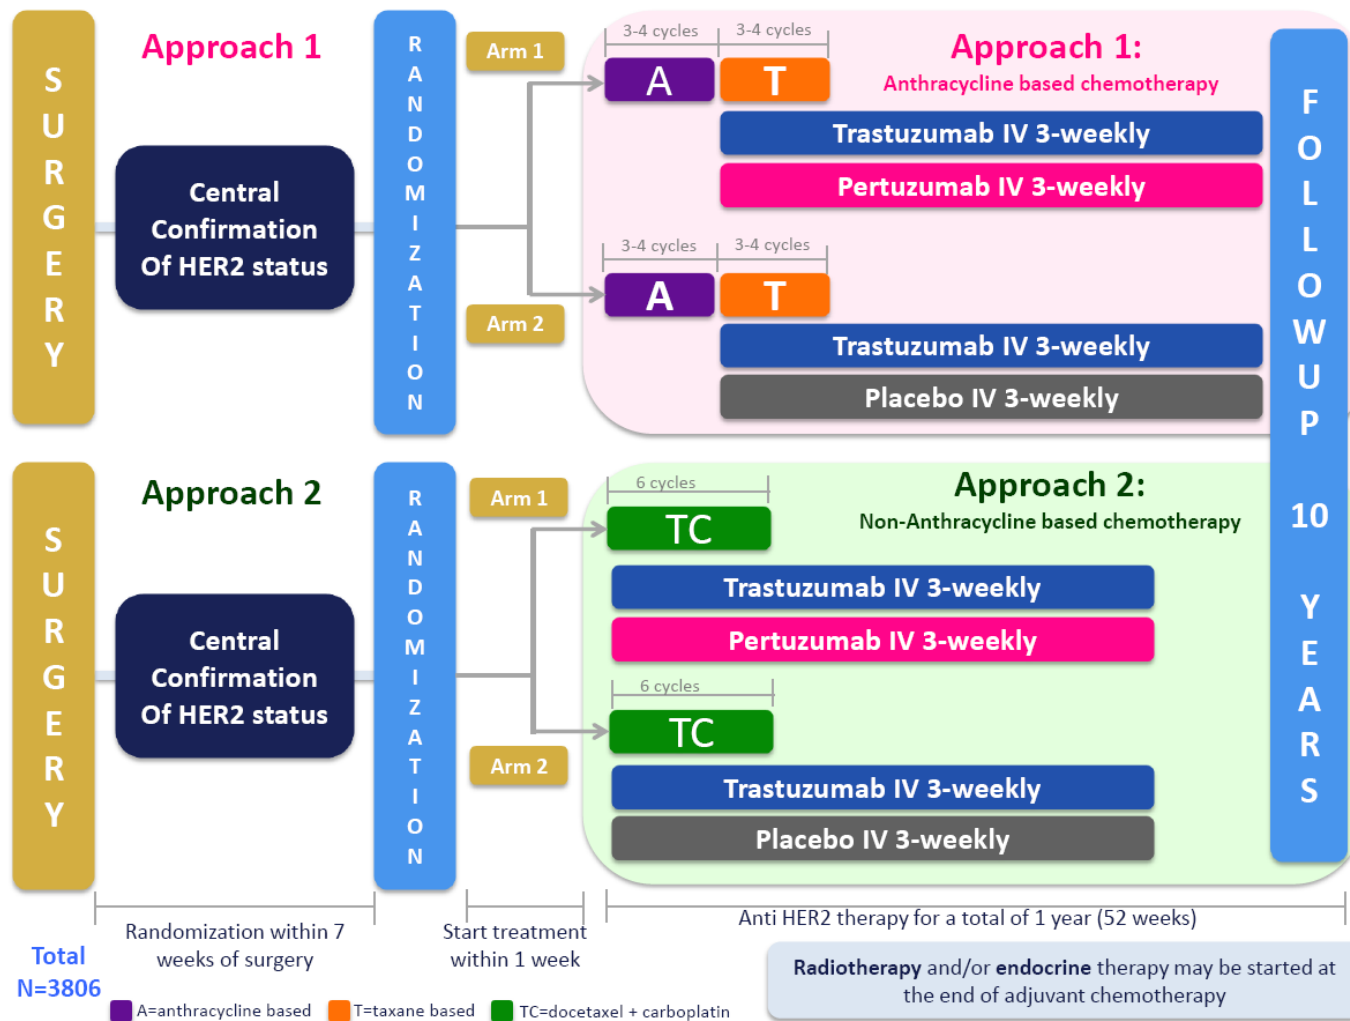 SURGERY
Approach 1
Central
Confirmation
Of HER2 status
RANDOMIZATION
Arm 1
Arm 2
3-4 cycles
3-4 cycles
A
T
Approach 1:
Anthracycline based chemotherapy
Trastuzumab IV 3-weekly
Pertuzumab IV 3-weekly
3-4 cycles
3-4 cycles
A
T
Trastuzumab IV 3-weekly
Placebo IV 3-weekly
SURGERY
Approach 2
Central
Confirmation
Of HER2 status
RANDOMIZATION
Arm 1
Arm 2
6 cycles
TC
Approach 2:
Non-Anthracycline based chemotherapy
Trastuzumab IV 3-weekly
Pertuzumab IV 3-weekly
6 cycles
TC
Trastuzumab IV 3-weekly
Placebo IV 3-weekly
FOLLOWUP
10
YEARS
Randomization within 7
weeks of surgery
Start treatment
within 1 week
Anti HER2 therapy for a total of 1 year (52 weeks)
Total
N=3806
Radiotherapy and/or endocrine therapy may be started at
the end of adjuvant chemotherapy
A=anthracycline based
T=taxane based
TC=docetaxel + carboplatin